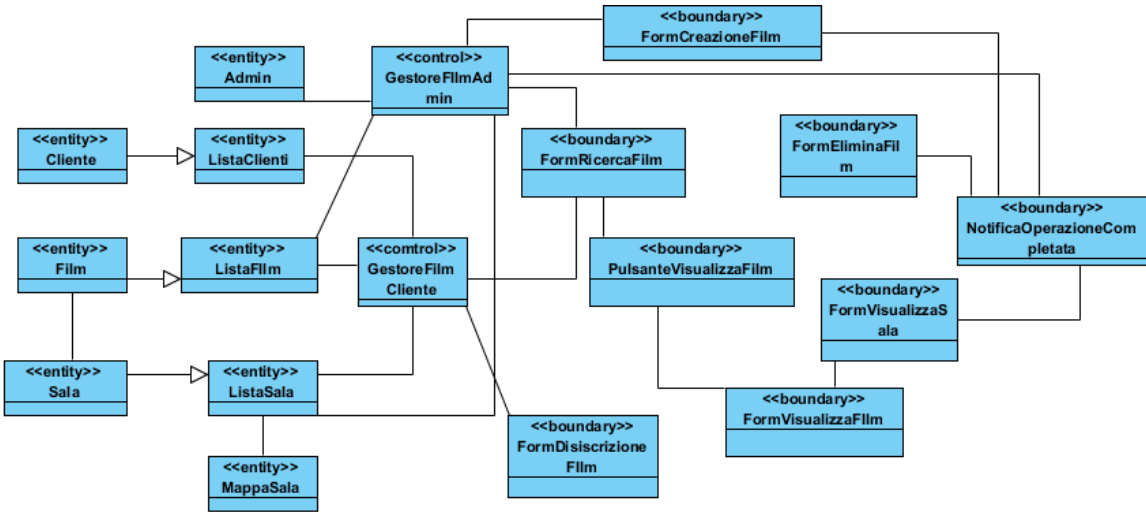 <<boundary>>
FormCreazioneFilm
<<entity>>
Admin
<<control>>
GestoreFIlmAd
min
<<entity>>
Cliente
<<entity>>
ListaClienti
<<boundary>>
FormRicercaFilm
<<boundary>>
FormEliminaFil
m
<<boundary>>
NotificaOperazioneCom
pletata
<<entity>>
Film
<<entity>>
ListaFIlm
<<comtrol>>
GestoreFilm
Cliente
<<boundary>>
PulsanteVisualizzaFilm
<<boundary>>
FormVisualizzaS
ala
<<entity>>
Sala
<<entity>>
ListaSala
<<boundary>>
FormVisualizzaFIlm
<<boundary>>
FormDisiscrizione
FIlm
<<entity>>
MappaSala